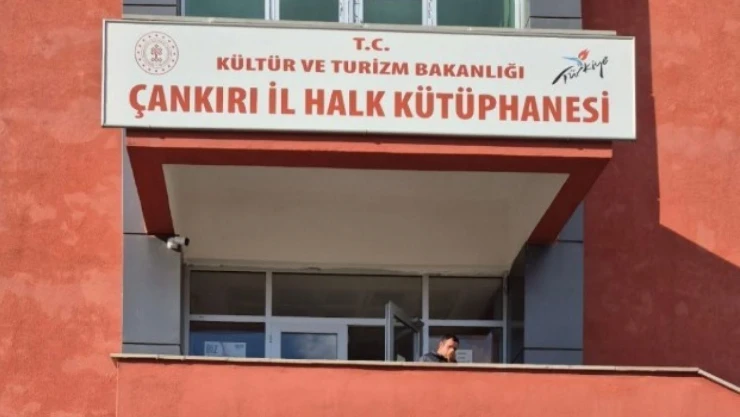 T.C.
KÜLTÜR VE TURİZM BAKANLIĞI
Türkiye
ÇANKIRI İL HALK KÜTÜPHANESİ